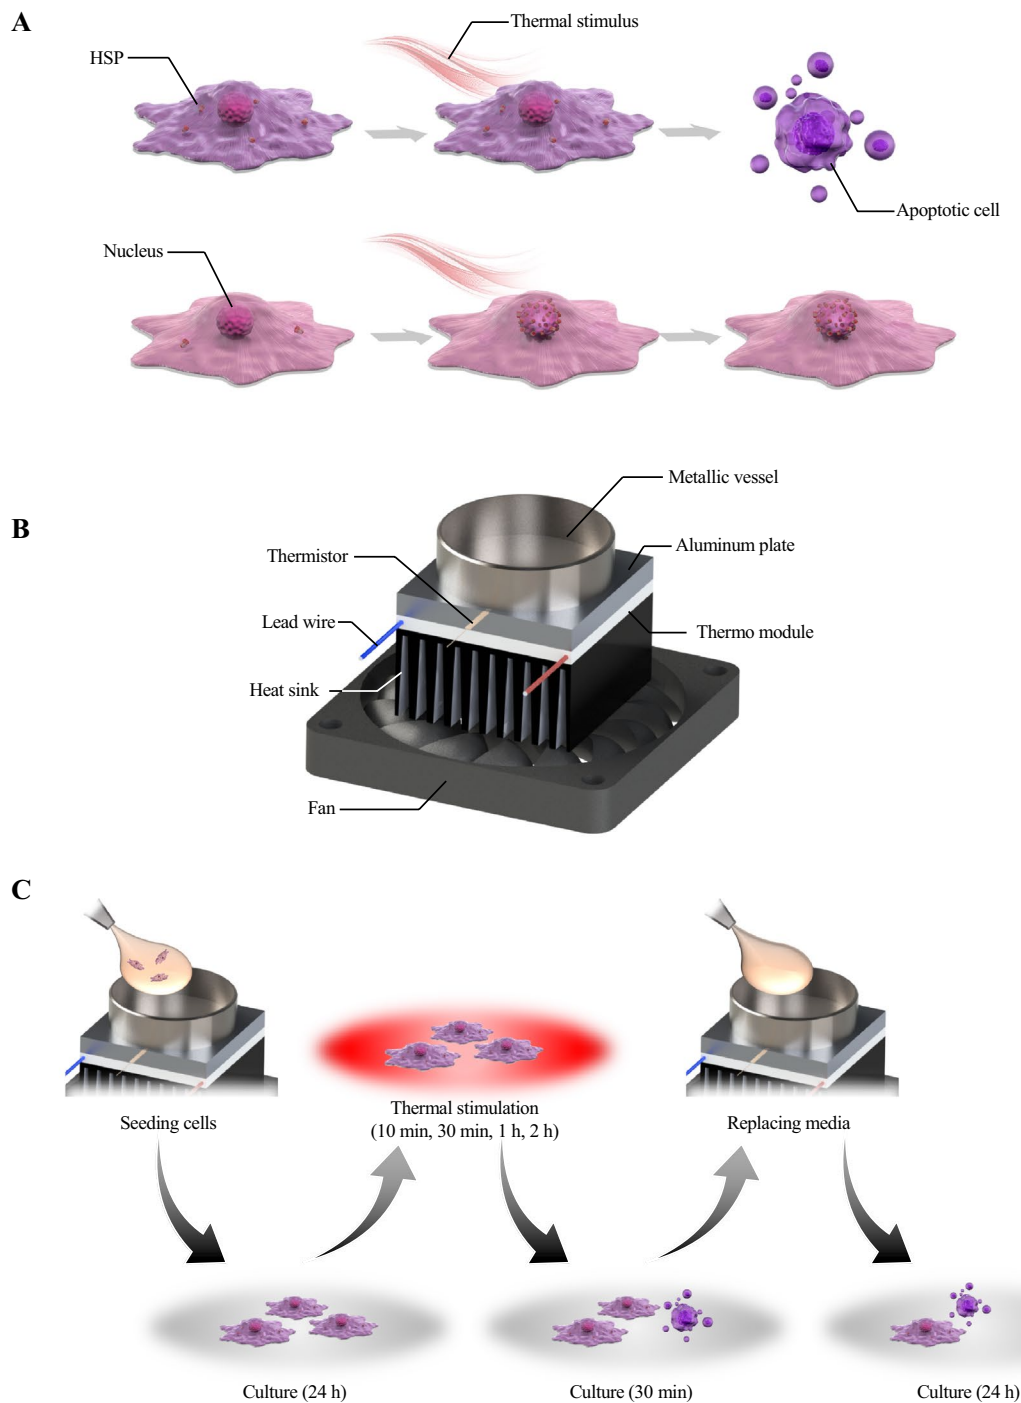 A
Thermal stimulus
HSP
Apoptotic cell
Nucleus
B
Metallic vessel
Aluminum plate
Thermistor
Lead wire
Thermo module
Heat sink
Fan
C
Seeding cells
Thermal stimulation
(10 min, 30 min, 1 h, 2 h)
Replacing media
Culture (24 h)
Culture (30 min)
Culture (24 h)